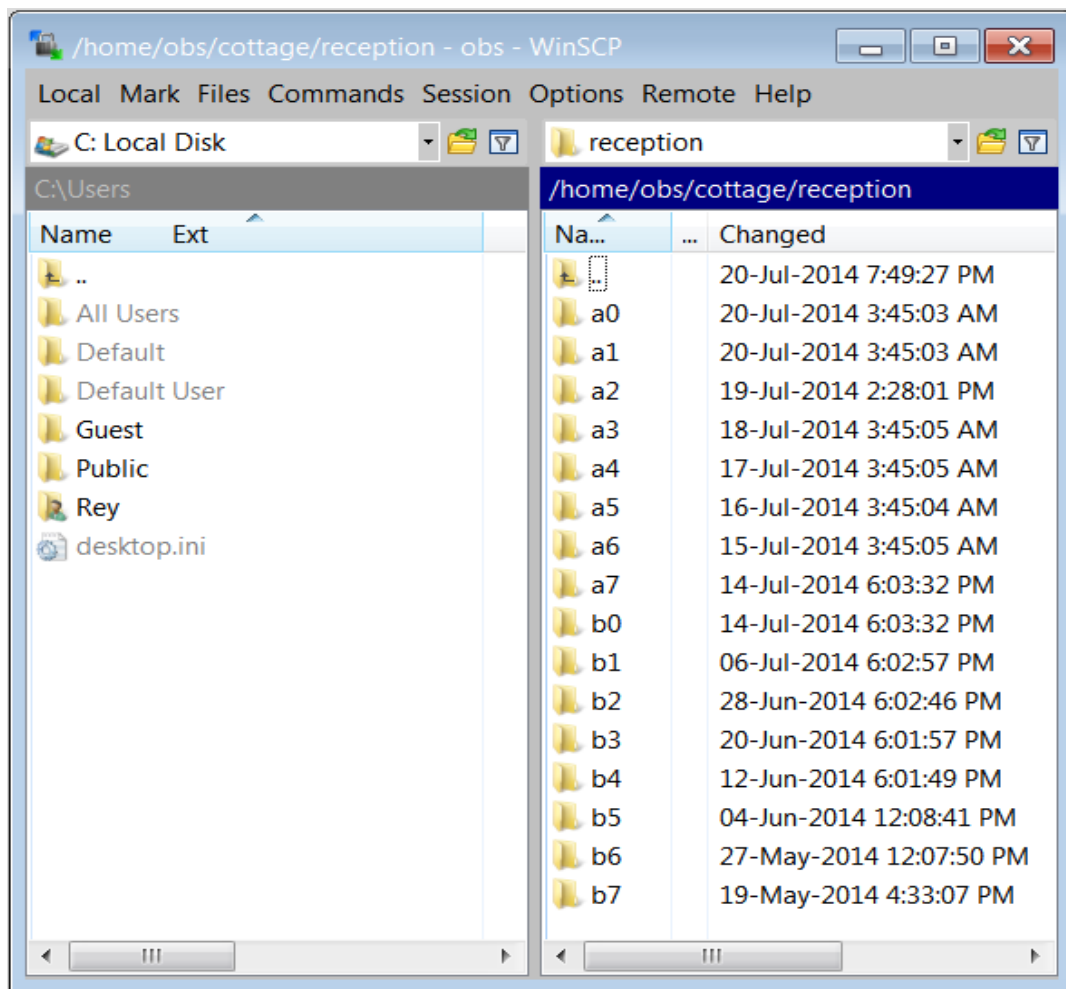 /home/obs/cottage/reception - obs - WinSCP
Local Mark Files Commands Session Options Remote Help
C: Local Disk
C:\Users
Name Ext
..
All Users
Default
Default User
Guest
Public
Rey
desktop.ini
reception
/home/obs/cottage/reception
Na... ... Changed
.. 20-Jul-2014 7:49:27 PM
a0 20-Jul-2014 3:45:03 AM
a1 20-Jul-2014 3:45:03 AM
a2 19-Jul-2014 2:28:01 PM
a3 18-Jul-2014 3:45:05 AM
a4 17-Jul-2014 3:45:05 AM
a5 16-Jul-2014 3:45:04 AM
a6 15-Jul-2014 3:45:05 AM
a7 14-Jul-2014 6:03:32 PM
b0 14-Jul-2014 6:03:32 PM
b1 06-Jul-2014 6:02:57 PM
b2 28-Jun-2014 6:02:46 PM
b3 20-Jun-2014 6:01:57 PM
b4 12-Jun-2014 6:01:49 PM
b5 04-Jun-2014 12:08:41 PM
b6 27-May-2014 12:07:50 PM
b7 19-May-2014 4:33:07 PM